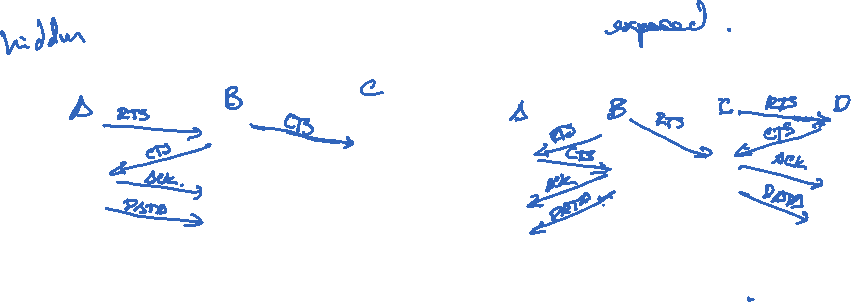 hidden
exposed.
A B C
RTS
CTS
CTS
ACK.
DATA
A B C D
RTS
RTS
RTS
CTS
CTS
ACK
ACK
DATA
DATA